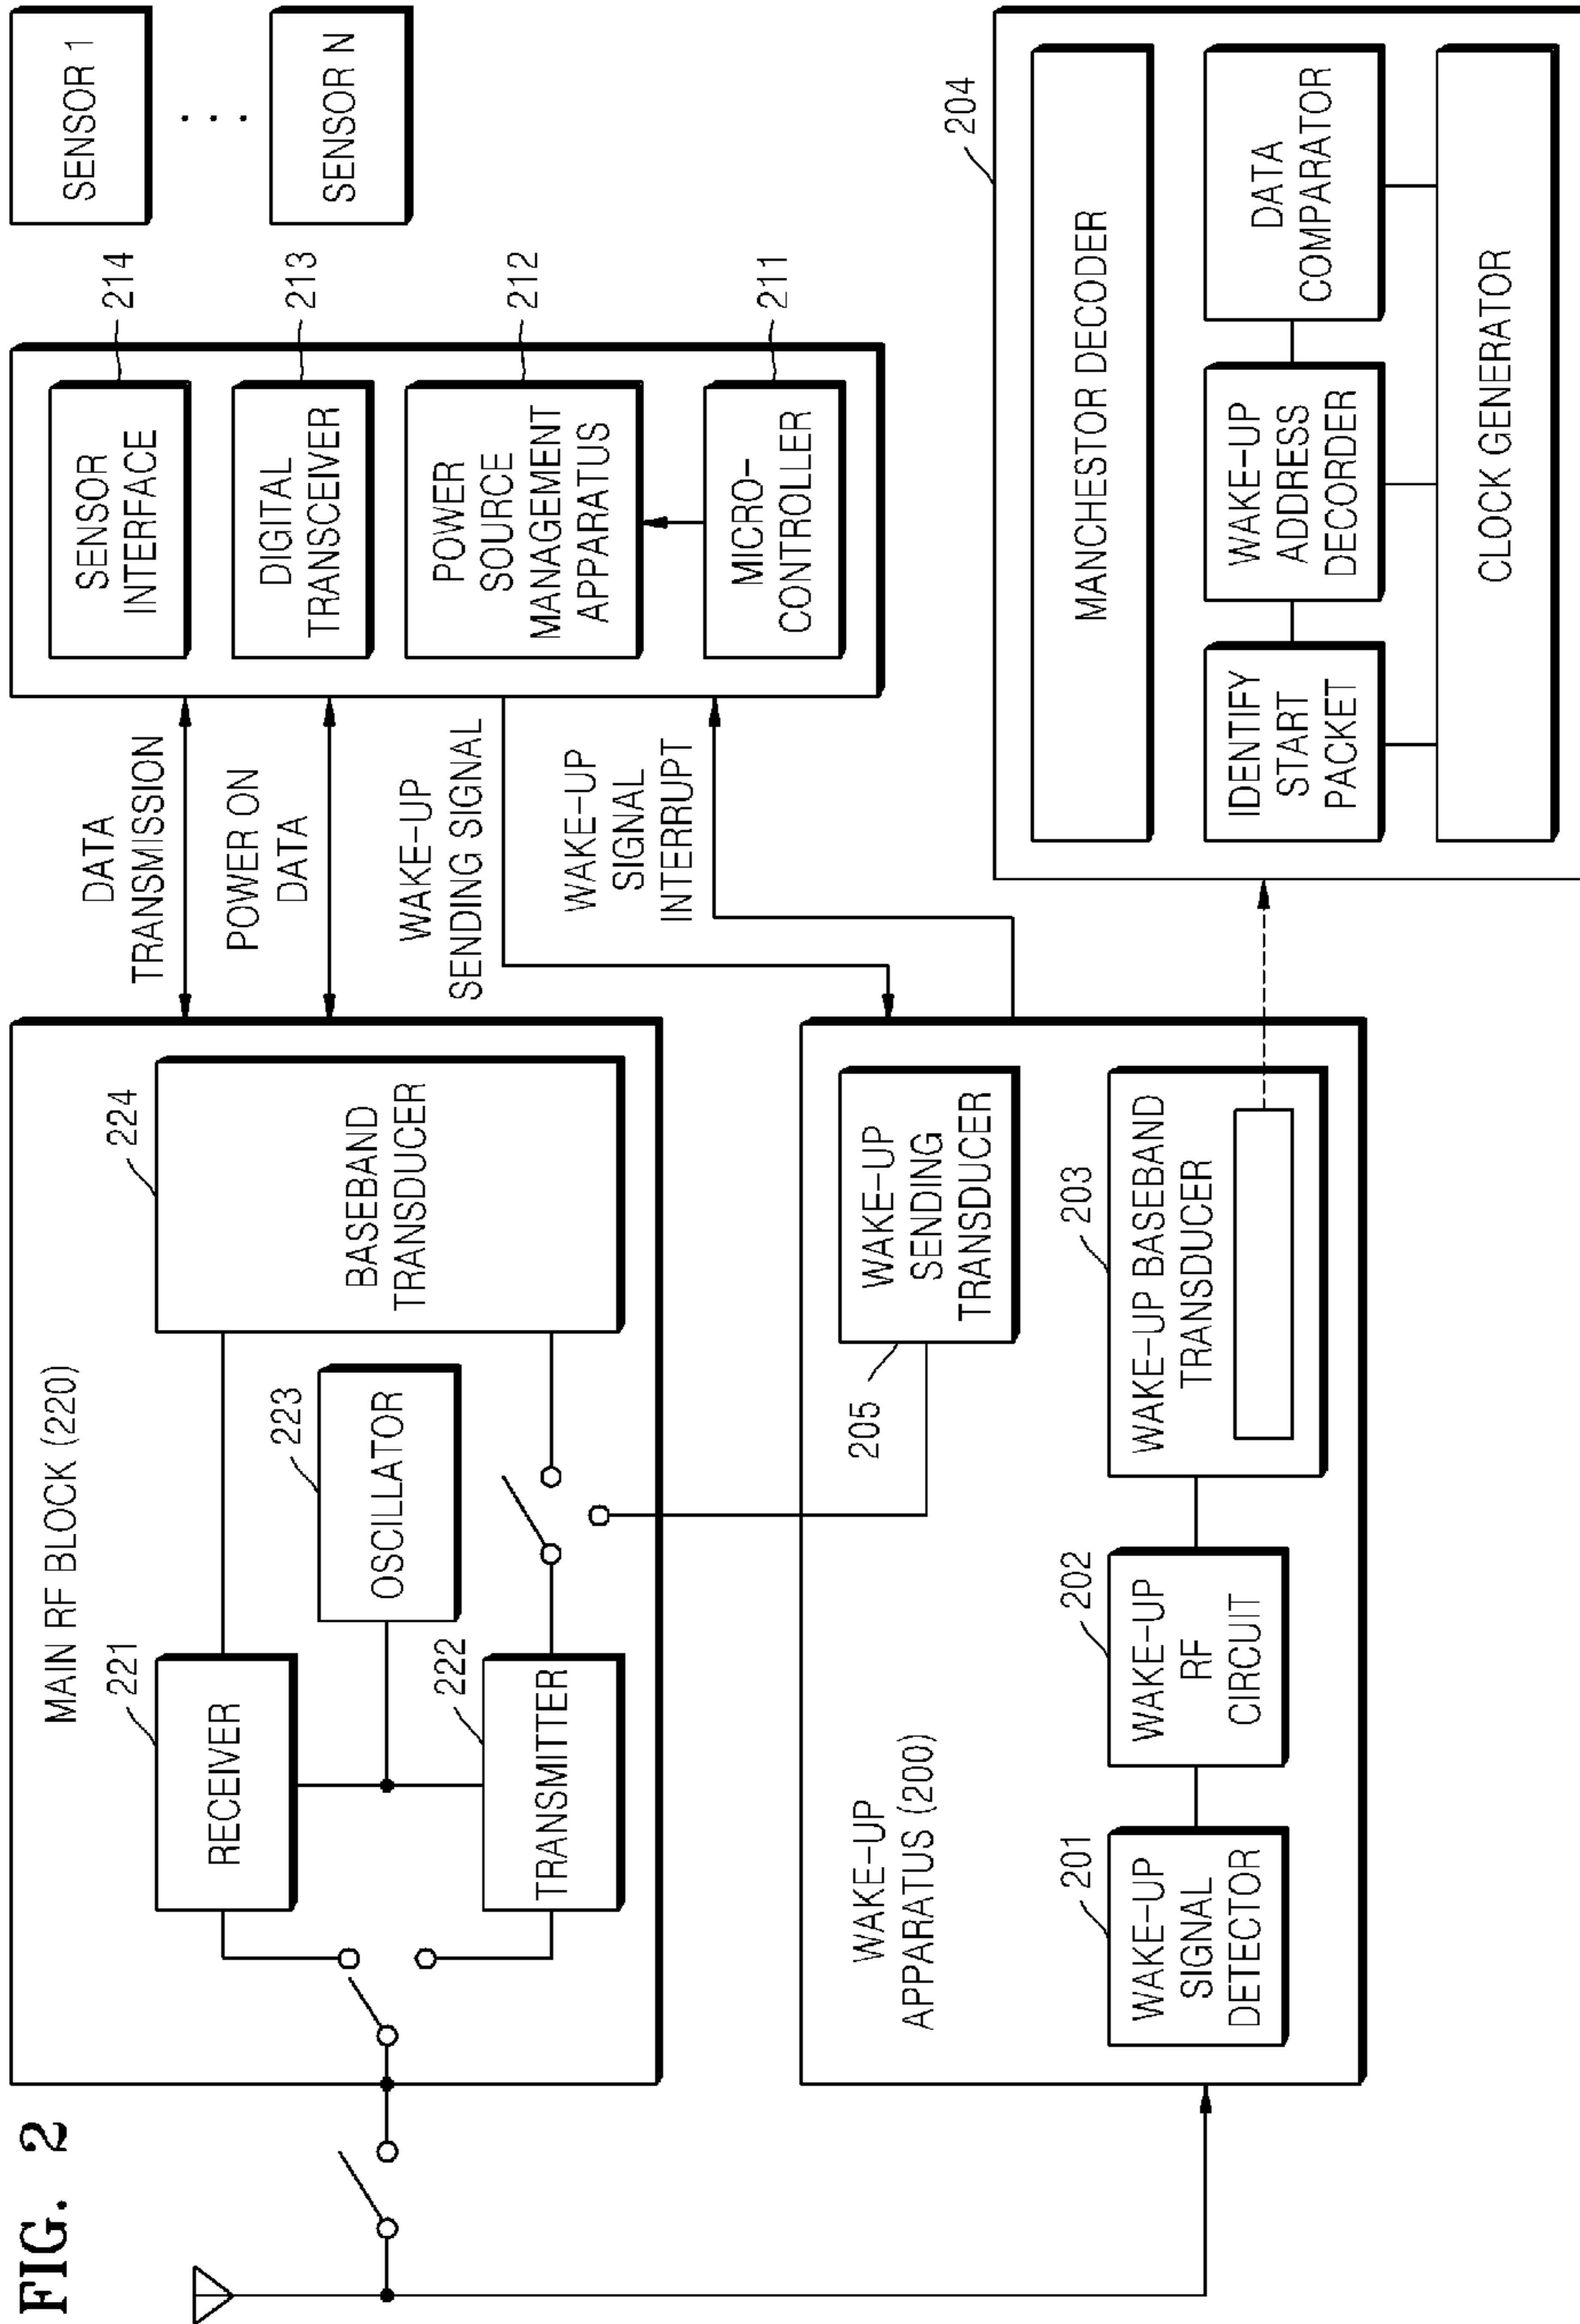 FIG. 2
MAIN RF BLOCK (220)
221
RECEIVER
222
TRANSMITTER
223
OSCILLATOR
224
BASEBAND
TRANSDUCER
DATA
TRANSMISSION
POWER ON
DATA
WAKE-UP
SENDING SIGNAL
WAKE-UP
SIGNAL
INTERRUPT
SENSOR
INTERFACE
214
DIGITAL
TRANSCEIVER
213
POWER
SOURCE
MANAGEMENT
APPARATUS
212
MICRO-
CONTROLLER
211
SENSOR 1
. . .
SENSOR N
WAKE-UP
APPARATUS (200)
201
WAKE-UP
SIGNAL
DETECTOR
202
WAKE-UP
RF
CIRCUIT
203
WAKE-UP BASEBAND
TRANSDUCER
205
WAKE-UP
SENDING
TRANSDUCER
204
MANCHESTOR DECODER
IDENTIFY
START
PACKET
WAKE-UP
ADDRESS
DECORDER
DATA
COMPARATOR
CLOCK GENERATOR